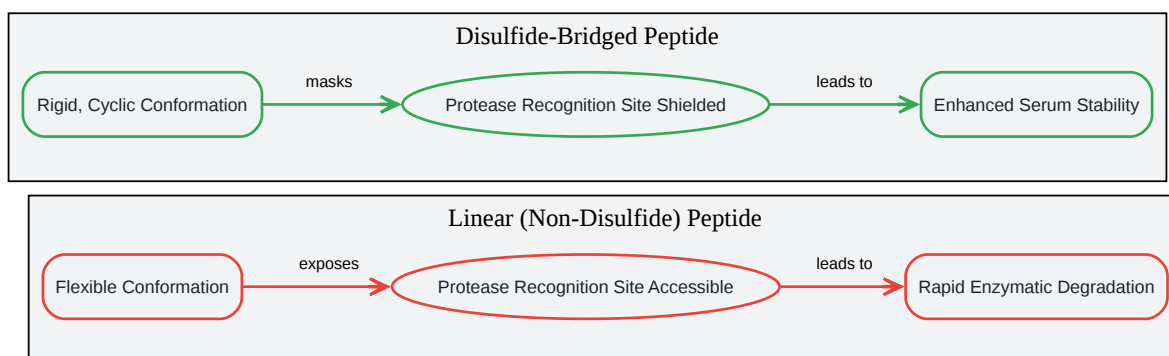 Disulfide-Bridged Peptide
masks
leads to
Rigid, Cyclic Conformation
Protease Recognition Site Shielded
Enhanced Serum Stability
Linear (Non-Disulfide) Peptide
exposes
leads to
Flexible Conformation
Protease Recognition Site Accessible
Rapid Enzymatic Degradation